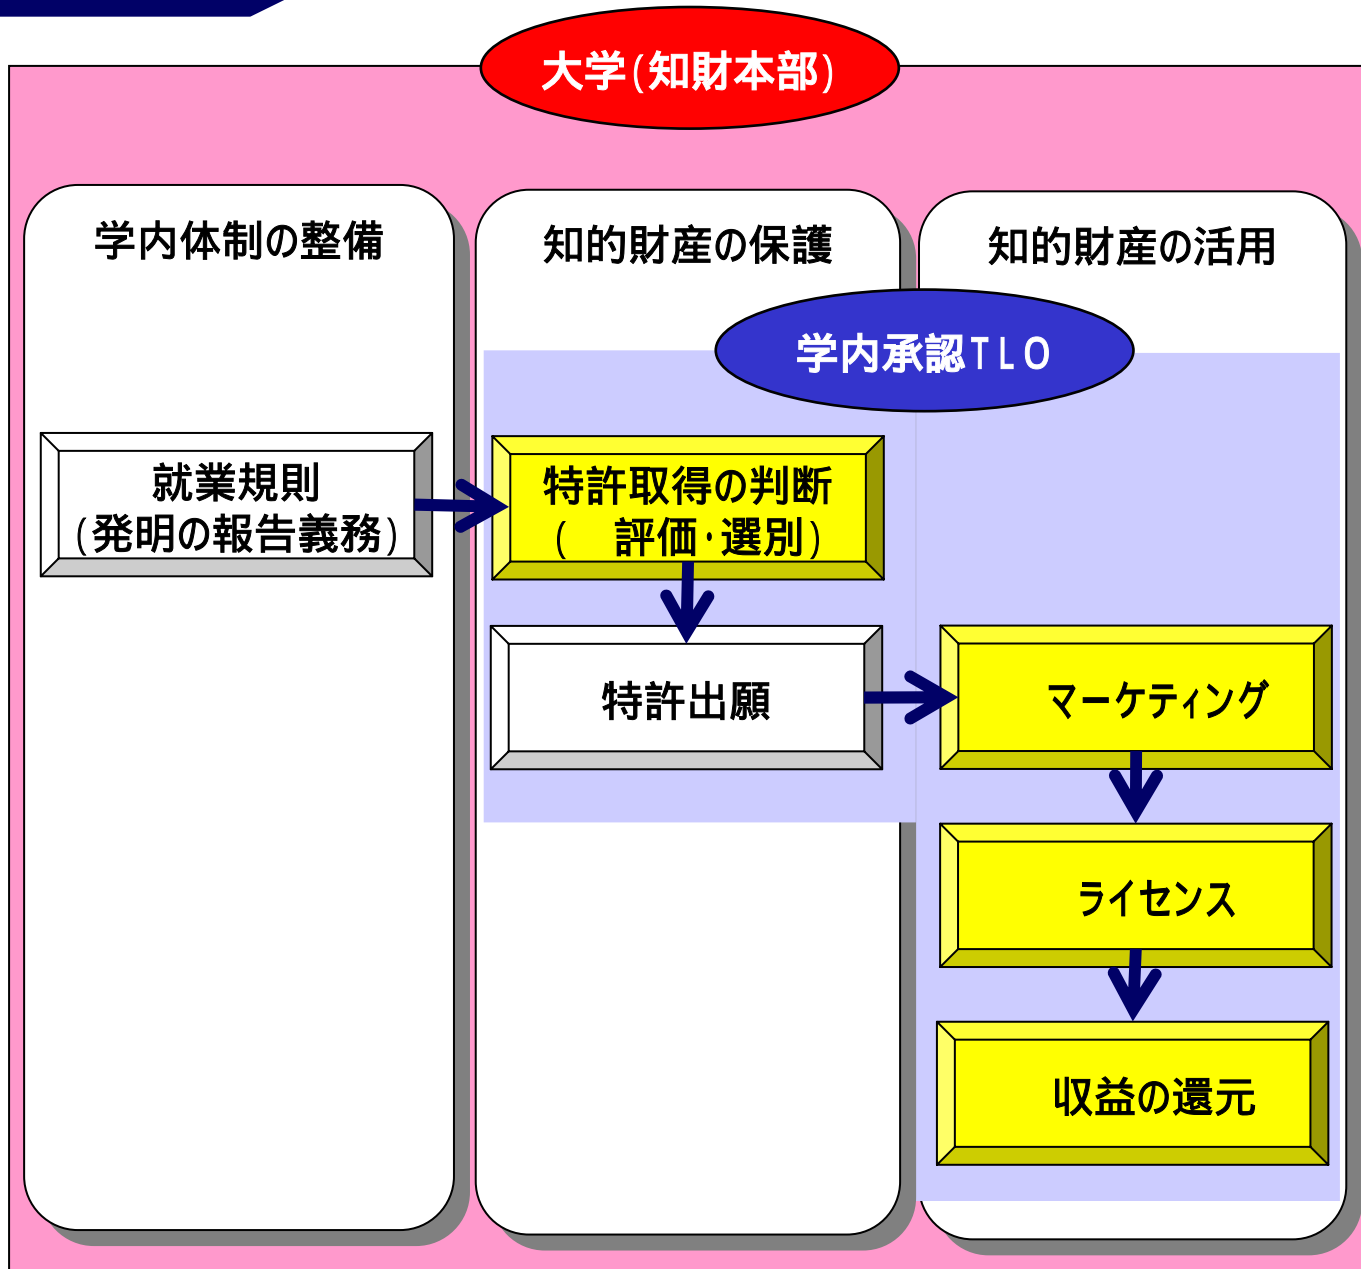 大学(知財本部)
学内体制の整備
知的財産の保護
知的財産の活用
学内承認TLO
就業規則
(発明の報告義務)
特許取得の判断
(　評価・選別)
特許出願
マーケティング
ライセンス
収益の還元